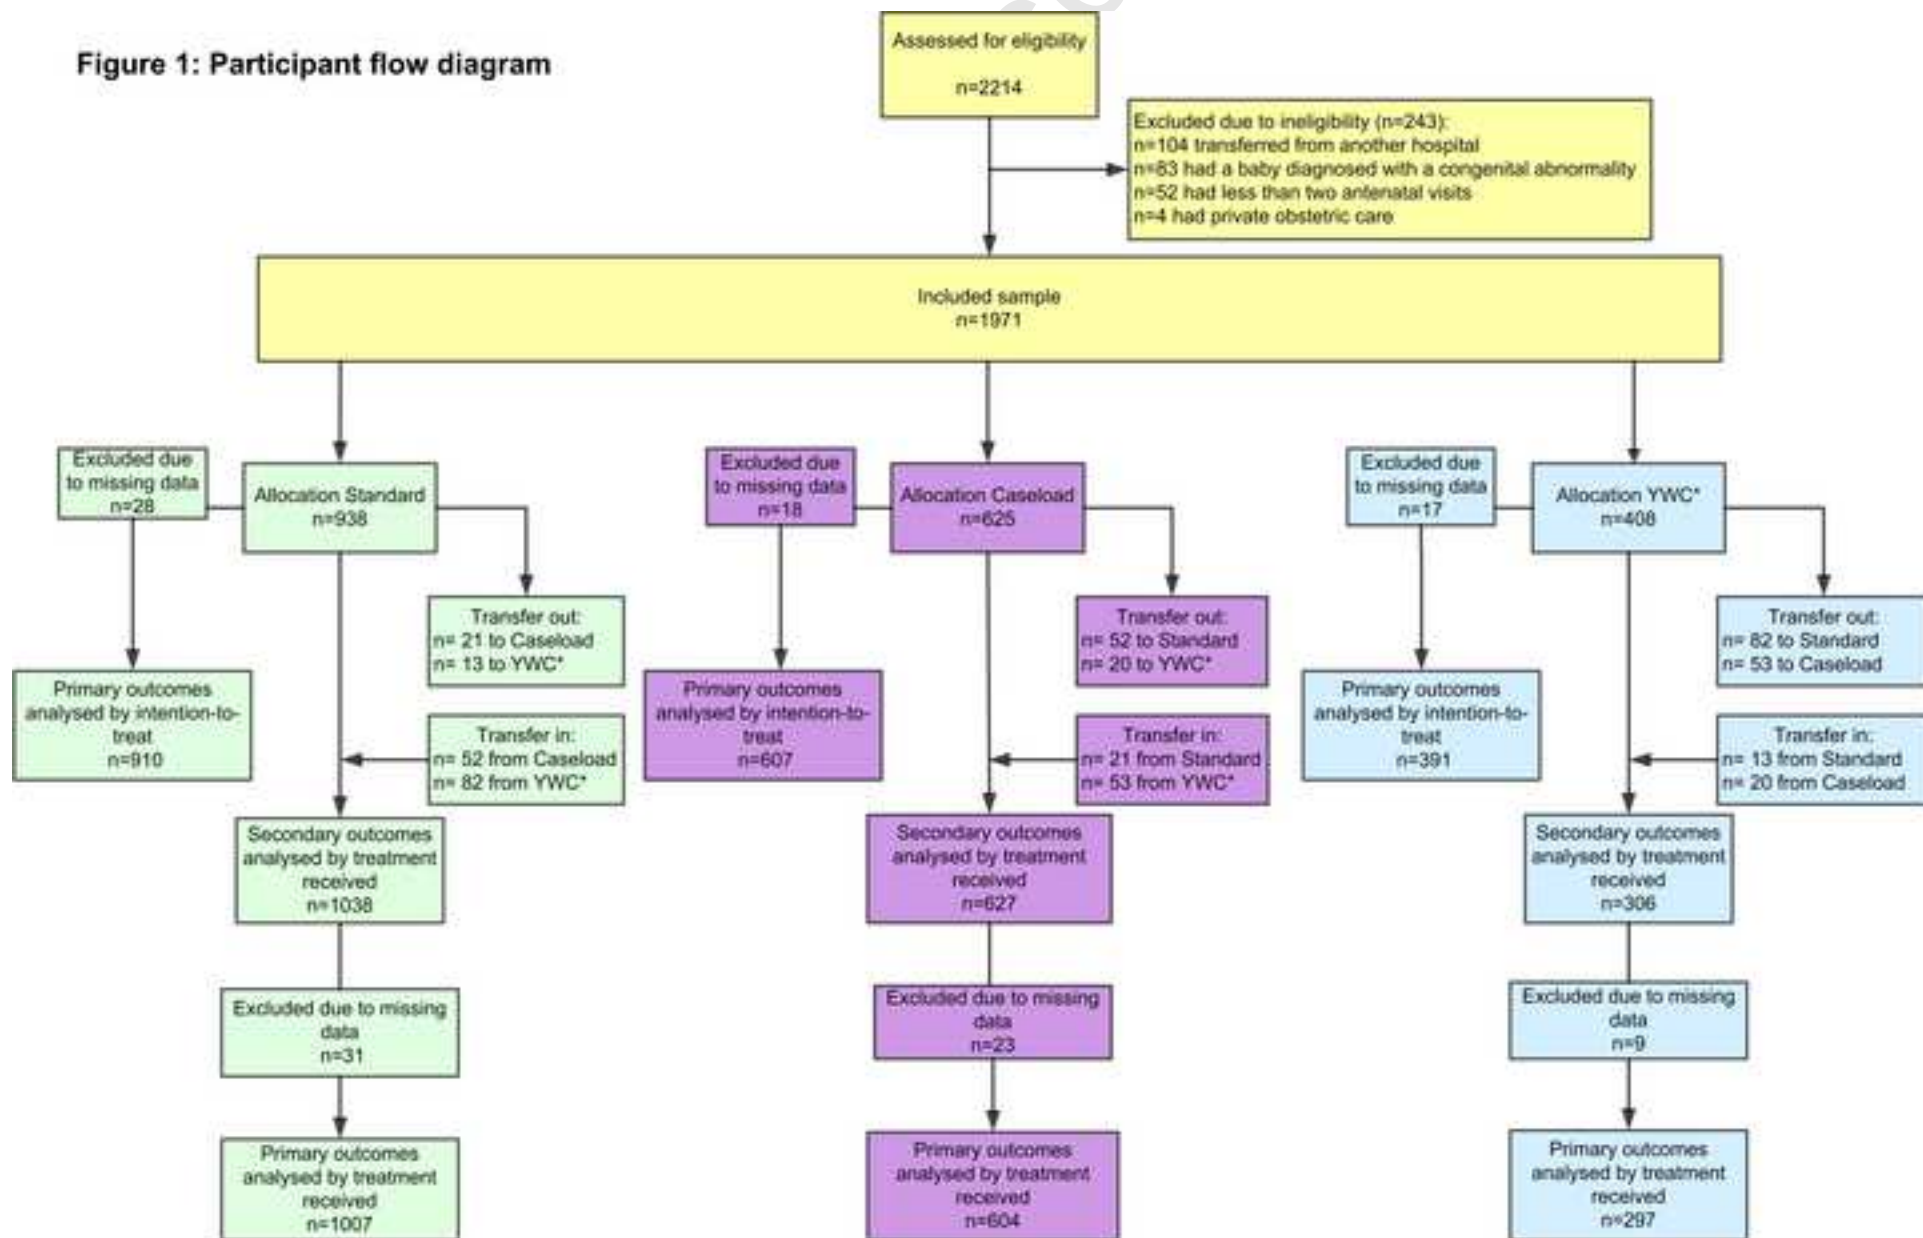 Figure 1: Participant flow diagram
Assessed for eligibility
n=2214
Excluded due to ineligibility (n=243):
n=104 transferred from another hospital
n=83 had a baby diagnosed with a congenital abnormality
n=52 had less than two antenatal visits
n=4 had private obstetric care
Included sample
n=1971
Excluded due
to missing data
n=28
Allocation Standard
n=938
Transfer out:
n= 21 to Caseload
n= 13 to YWC*
Primary outcomes
analysed by intention-to-
treat
n=910
Transfer in:
n= 52 from Caseload
n= 82 from YWC*
Secondary outcomes
analysed by treatment
received
n=1038
Excluded due to missing
data
n=31
Primary outcomes
analysed by treatment
received
n=1007
Excluded due
to missing data
n=18
Allocation Caseload
n=625
Transfer out:
n= 52 to Standard
n= 20 to YWC*
Primary outcomes
analysed by intention-to-
treat
n=607
Transfer in:
n= 21 from Standard
n= 53 from YWC*
Secondary outcomes
analysed by treatment
received
n=627
Excluded due to missing
data
n=23
Primary outcomes
analysed by treatment
received
n=604
Excluded due
to missing data
n=17
Allocation YWC*
n=408
Transfer out:
n= 82 to Standard
n= 53 to Caseload
Primary outcomes
analysed by intention-to-
treat
n=391
Transfer in:
n= 13 from Standard
n= 20 from Caseload
Secondary outcomes
analysed by treatment
received
n=306
Excluded due to missing
data
n=9
Primary outcomes
analysed by treatment
received
n=297